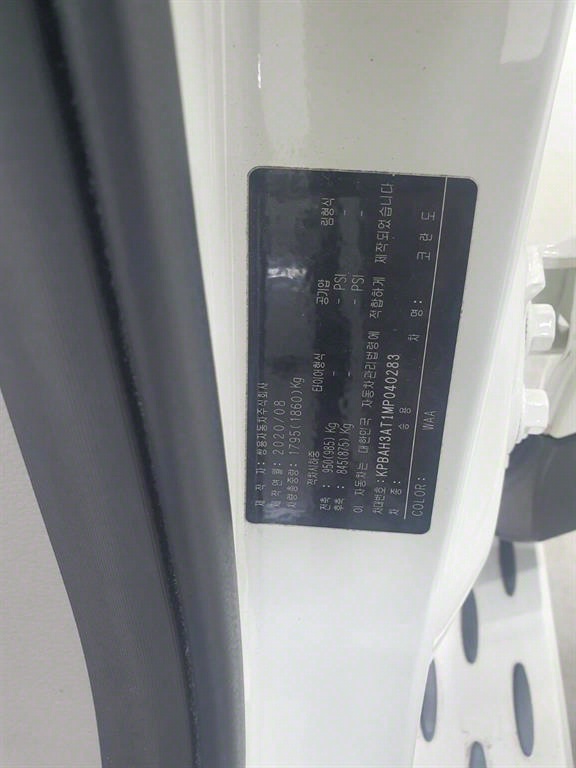 제 작 자 : 쌍용자동차주식회사
제작연월 : 2020/08
차량총중량 : 1795(1860)Kg
적차시하중 타이어형식 공기압 림형식
전축 : 950(985) Kg - - PSI -
후축 : 845(875) Kg - - PSI -
이 자동차는 대한민국 자동차관리법령에 적합하게 제작되었습니다
차대번호 : KPBAH3AT1MP040283
차 종 : 승 용 차 명 : 코 란 도
COLOR: WAA